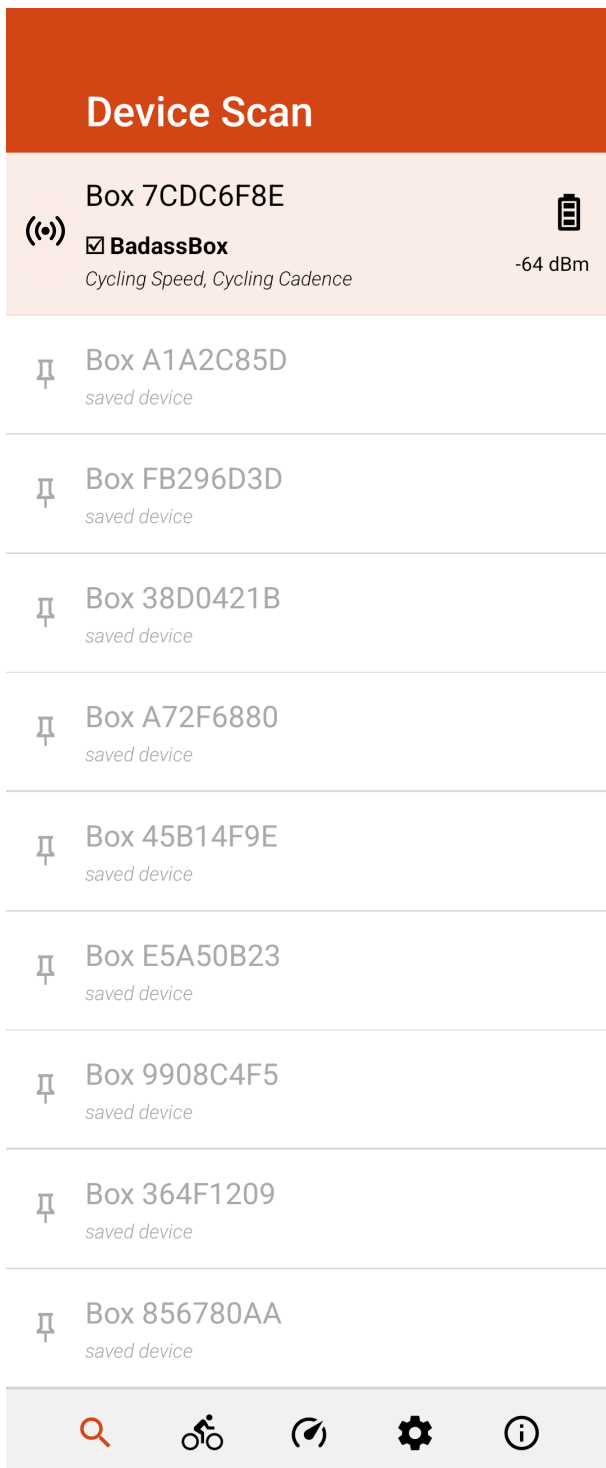 Device Scan
Box 7CDC6F8E
☑ BadassBox
Cycling Speed, Cycling Cadence
-64 dBm
Box A1A2C85D
saved device
Box FB296D3D
saved device
Box 38D0421B
saved device
Box A72F6880
saved device
Box 45B14F9E
saved device
Box E5A50B23
saved device
Box 9908C4F5
saved device
Box 364F1209
saved device
Box 856780AA
saved device